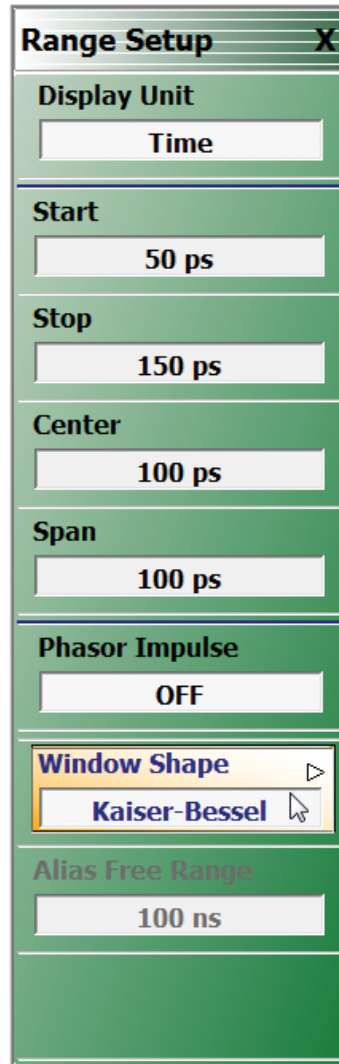 Range Setup X
Display Unit
Time
Start
50 ps
Stop
150 ps
Center
100 ps
Span
100 ps
Phasor Impulse
OFF
Window Shape
Kaiser-Bessel
Alias Free Range
100 ns